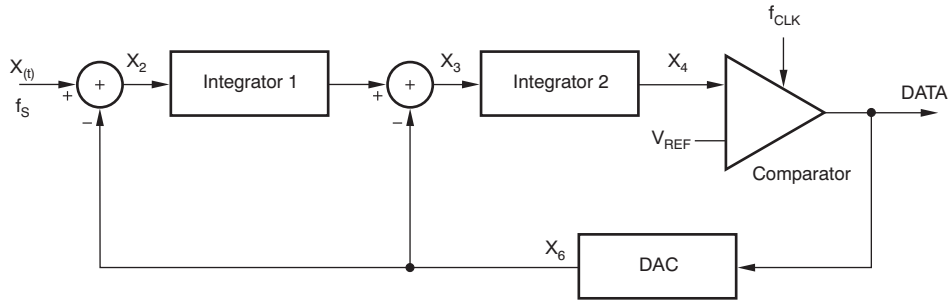 f_CLK
X_(t)
f_S
+
−
+
X_2
Integrator 1
+
−
+
X_3
Integrator 2
X_4
V_REF
Comparator
DATA
X_6
DAC